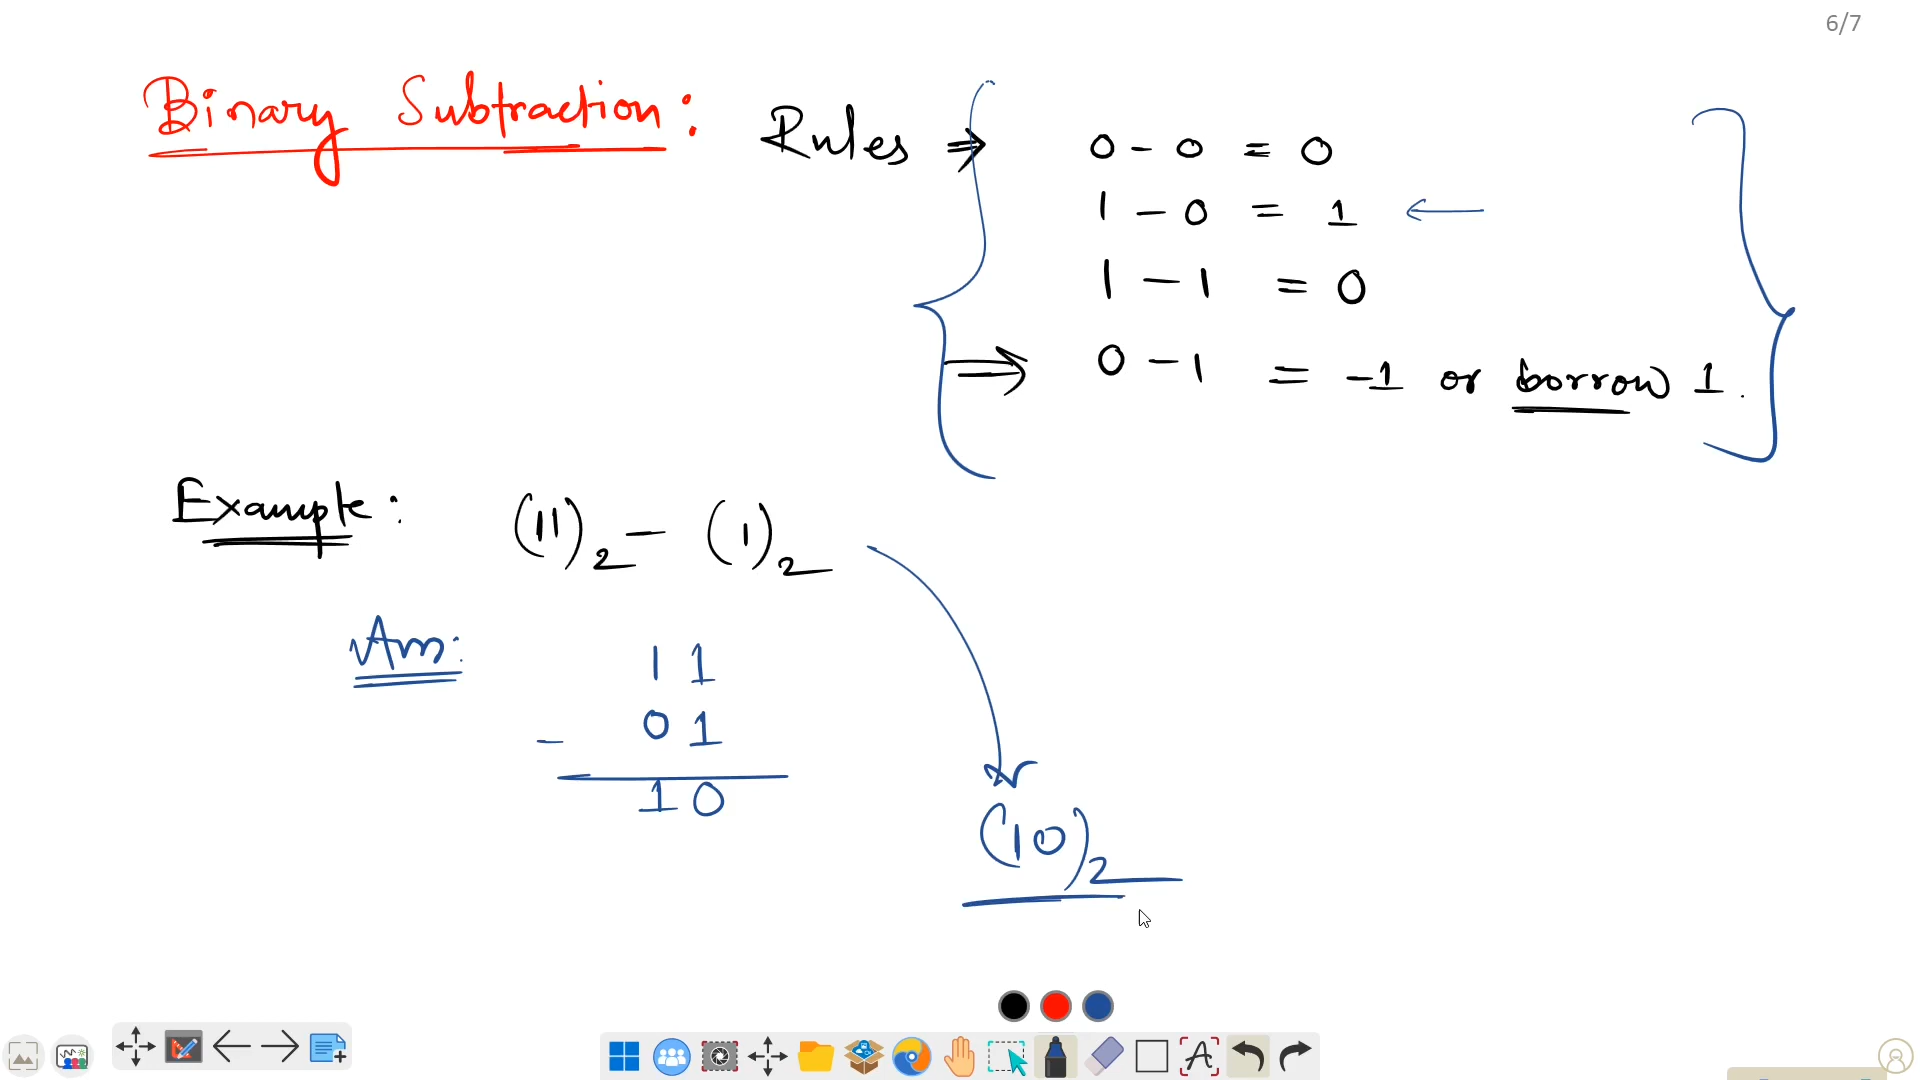 6/7
Binary Subtraction: Rules ⇒ 0 - 0 = 0
1 - 0 = 1 ←
1 - 1 = 0
⇒ 0 - 1 = -1 or borrow 1.
Example: (11)₂ - (1)₂
Ans:
1 1
0 1
-
1 0
(10)₂